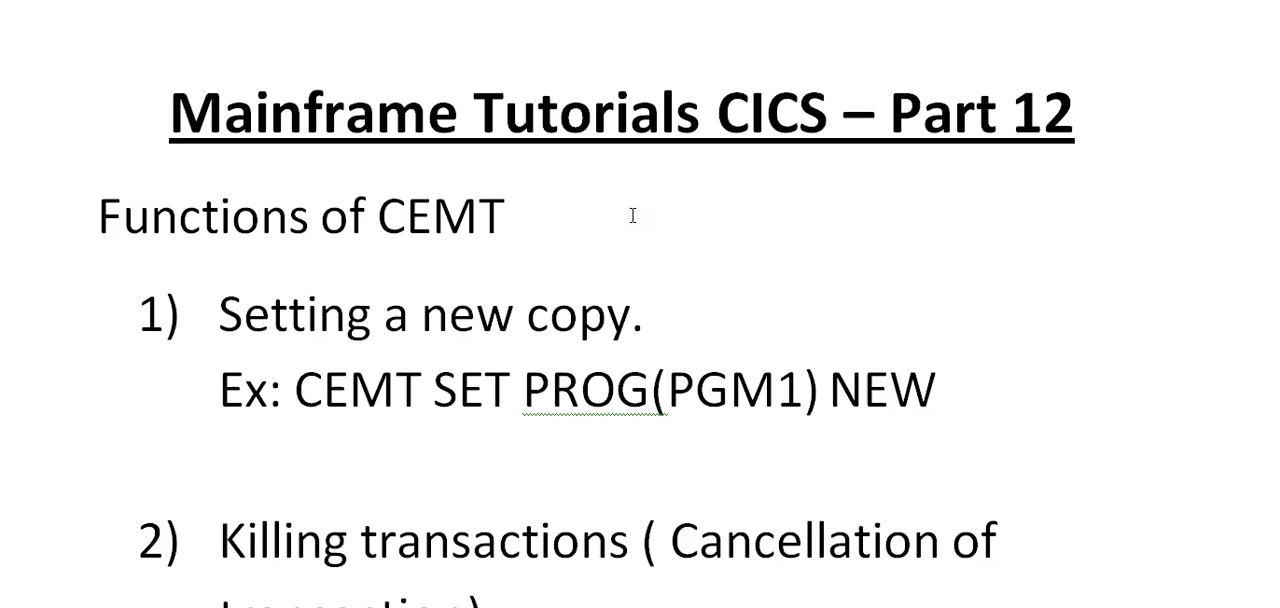 Mainframe Tutorials CICS – Part 12
Functions of CEMT
1) Setting a new copy.
Ex: CEMT SET PROG(PGM1) NEW
2) Killing transactions ( Cancellation of
transaction)